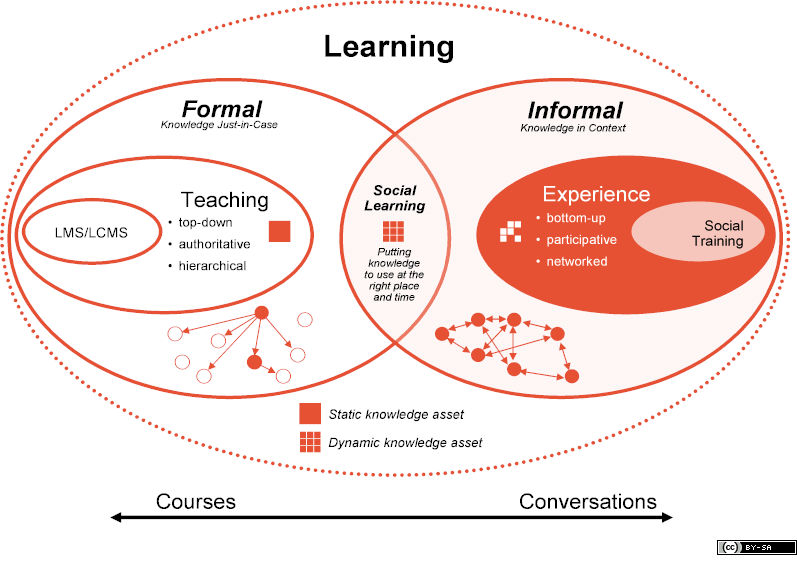 Learning
Formal
Knowledge Just-in-Case
Informal
Knowledge in Context
Teaching
• top-down
• authoritative
• hierarchical
LMS/LCMS
Social
Learning
Putting
knowledge
to use at the
right place
and time
Experience
• bottom-up
• participative
• networked
Social
Training
Static knowledge asset
Dynamic knowledge asset
Courses
Conversations
cc BY-SA